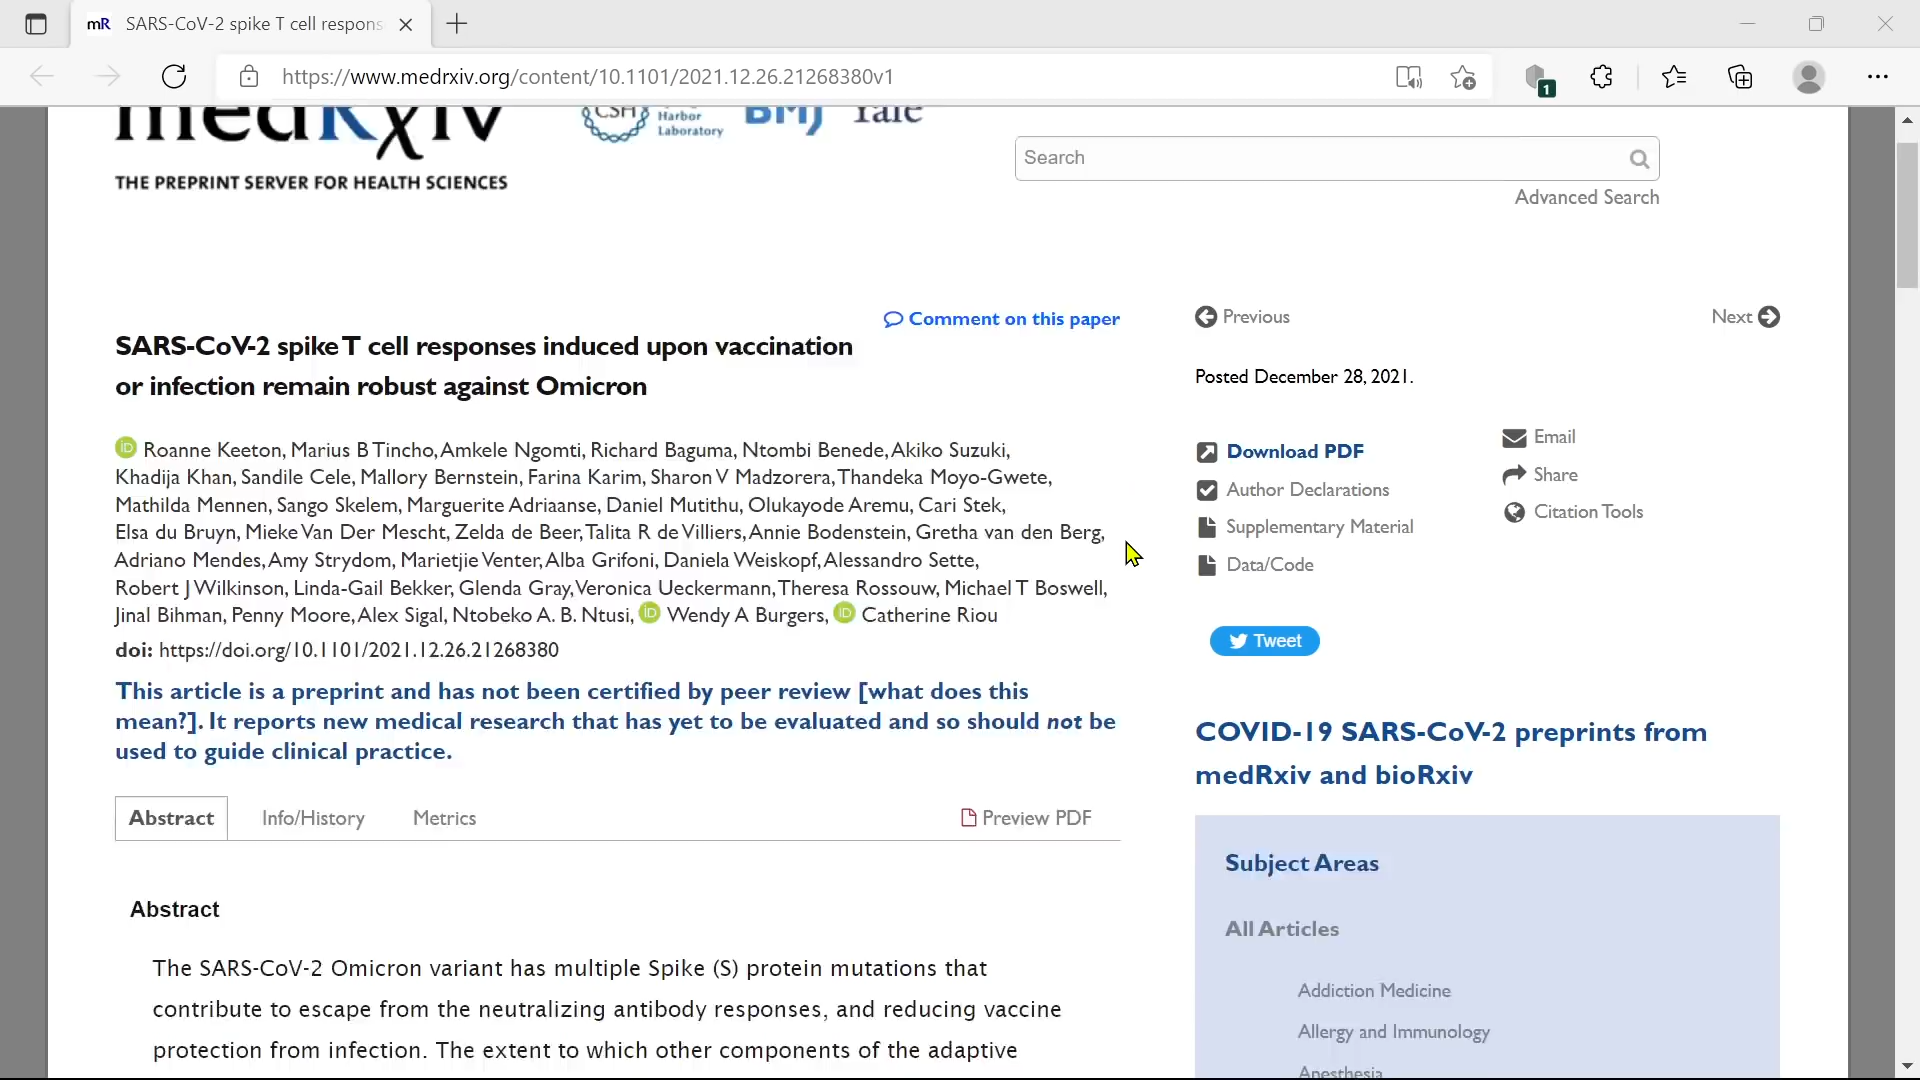 mR SARS-CoV-2 spike T cell respons
https://www.medrxiv.org/content/10.1101/2021.12.26.21268380v1
1
medRxiv
CSH Harbor Laboratory BMJ Yale
THE PREPRINT SERVER FOR HEALTH SCIENCES
Search
Advanced Search
Comment on this paper
SARS-CoV-2 spike T cell responses induced upon vaccination
or infection remain robust against Omicron
iD Roanne Keeton, Marius B Tincho, Amkele Ngomti, Richard Baguma, Ntombi Benede, Akiko Suzuki,
Khadija Khan, Sandile Cele, Mallory Bernstein, Farina Karim, Sharon V Madzorera, Thandeka Moyo-Gwete,
Mathilda Mennen, Sango Skelem, Marguerite Adriaanse, Daniel Mutithu, Olukayode Aremu, Cari Stek,
Elsa du Bruyn, Mieke Van Der Mescht, Zelda de Beer, Talita R de Villiers, Annie Bodenstein, Gretha van den Berg,
Adriano Mendes, Amy Strydom, Marietjie Venter, Alba Grifoni, Daniela Weiskopf, Alessandro Sette,
Robert J Wilkinson, Linda-Gail Bekker, Glenda Gray, Veronica Ueckermann, Theresa Rossouw, Michael T Boswell,
Jinal Bihman, Penny Moore, Alex Sigal, Ntobeko A. B. Ntusi, iD Wendy A Burgers, iD Catherine Riou
doi: https://doi.org/10.1101/2021.12.26.21268380
This article is a preprint and has not been certified by peer review [what does this
mean?]. It reports new medical research that has yet to be evaluated and so should not be
used to guide clinical practice.
Abstract Info/History Metrics Preview PDF
Abstract
The SARS-CoV-2 Omicron variant has multiple Spike (S) protein mutations that
contribute to escape from the neutralizing antibody responses, and reducing vaccine
protection from infection. The extent to which other components of the adaptive
Previous Next
Posted December 28, 2021.
Download PDF
Author Declarations
Supplementary Material
Data/Code
Email
Share
Citation Tools
Tweet
COVID-19 SARS-CoV-2 preprints from
medRxiv and bioRxiv
Subject Areas
All Articles
Addiction Medicine
Allergy and Immunology
Anesthesia